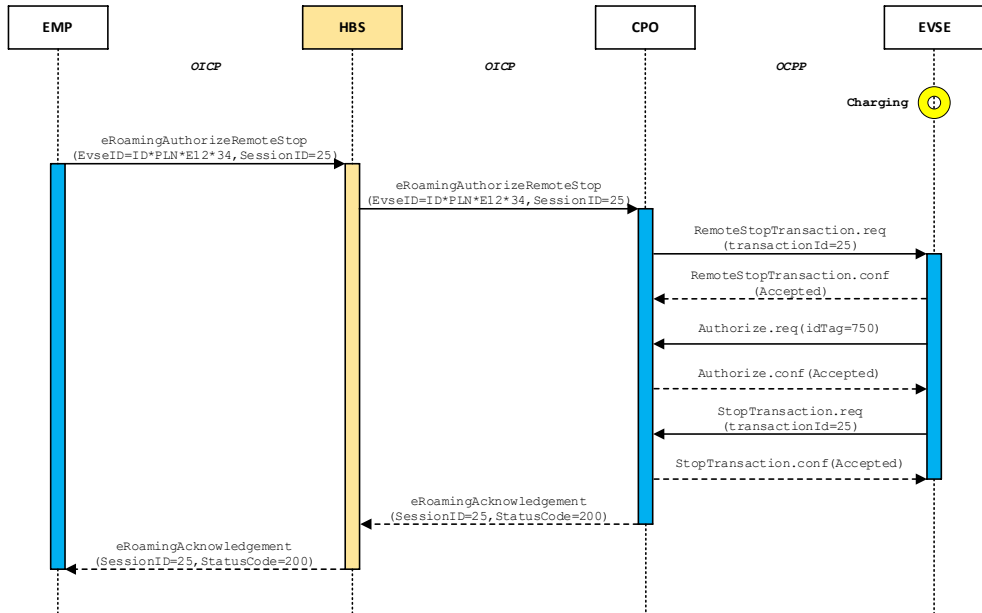 EMP
HBS
CPO
EVSE
OICP
OICP
OCPP
Charging
eRoamingAuthorizeRemoteStop
(EvseID=ID*PLN*E12*34,SessionID=25)
eRoamingAuthorizeRemoteStop
(EvseID=ID*PLN*E12*34,SessionID=25)
RemoteStopTransaction.req
(transactionId=25)
RemoteStopTransaction.conf
(Accepted)
Authorize.req(idTag=750)
Authorize.conf(Accepted)
StopTransaction.req
(transactionId=25)
StopTransaction.conf(Accepted)
eRoamingAcknowledgement
(SessionID=25,StatusCode=200)
eRoamingAcknowledgement
(SessionID=25,StatusCode=200)